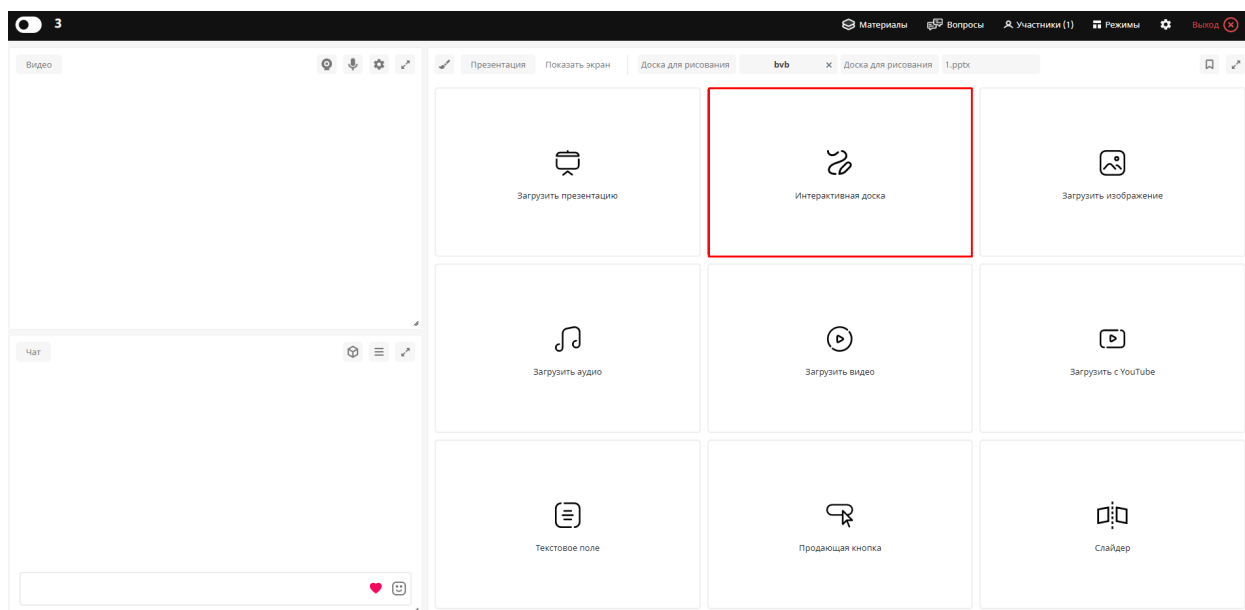 3
Материалы
Вопросы
Участники (1)
Режимы
Выход
Видео
Презентация
Показать экран
Доска для рисования
bvb
Доска для рисования
1.pptx
Загрузить презентацию
Интерактивная доска
Загрузить изображение
Чат
Загрузить аудио
Загрузить видео
Загрузить с YouTube
Текстовое поле
Продающая кнопка
Слайдер